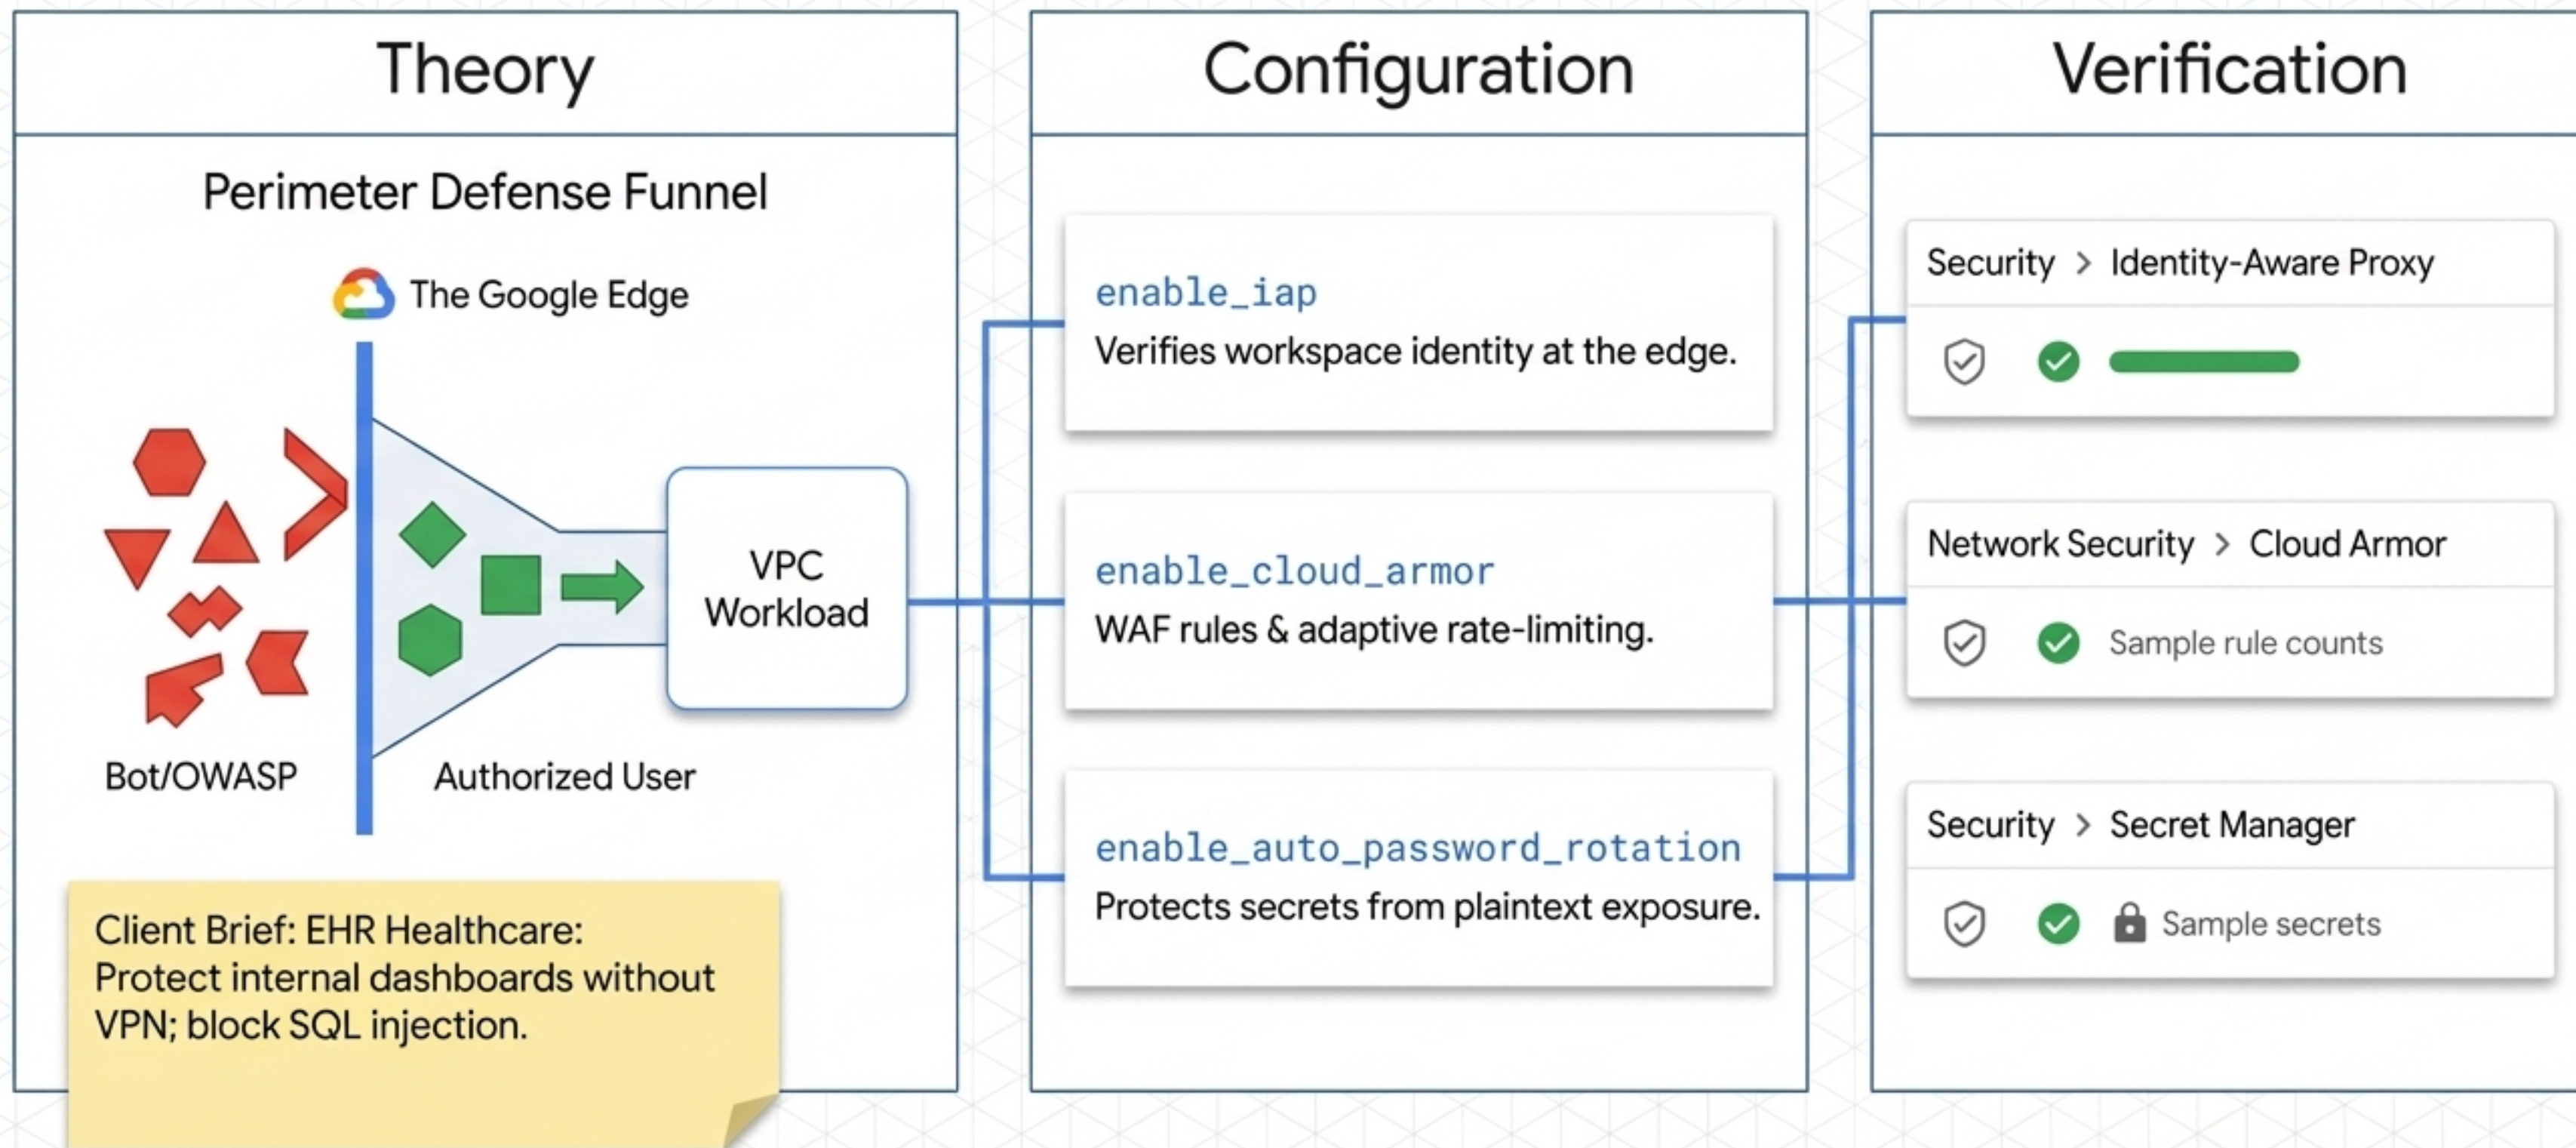 Theory
Perimeter Defense Funnel
The Google Edge
VPC
Workload
Bot/OWASP
Authorized User
Client Brief: EHR Healthcare:
Protect internal dashboards without
VPN; block SQL injection.
Configuration
enable_iap
Verifies workspace identity at the edge.
enable_cloud_armor
WAF rules & adaptive rate-limiting.
enable_auto_password_rotation
Protects secrets from plaintext exposure.
Verification
Security > Identity-Aware Proxy
Network Security > Cloud Armor
Sample rule counts
Security > Secret Manager
Sample secrets